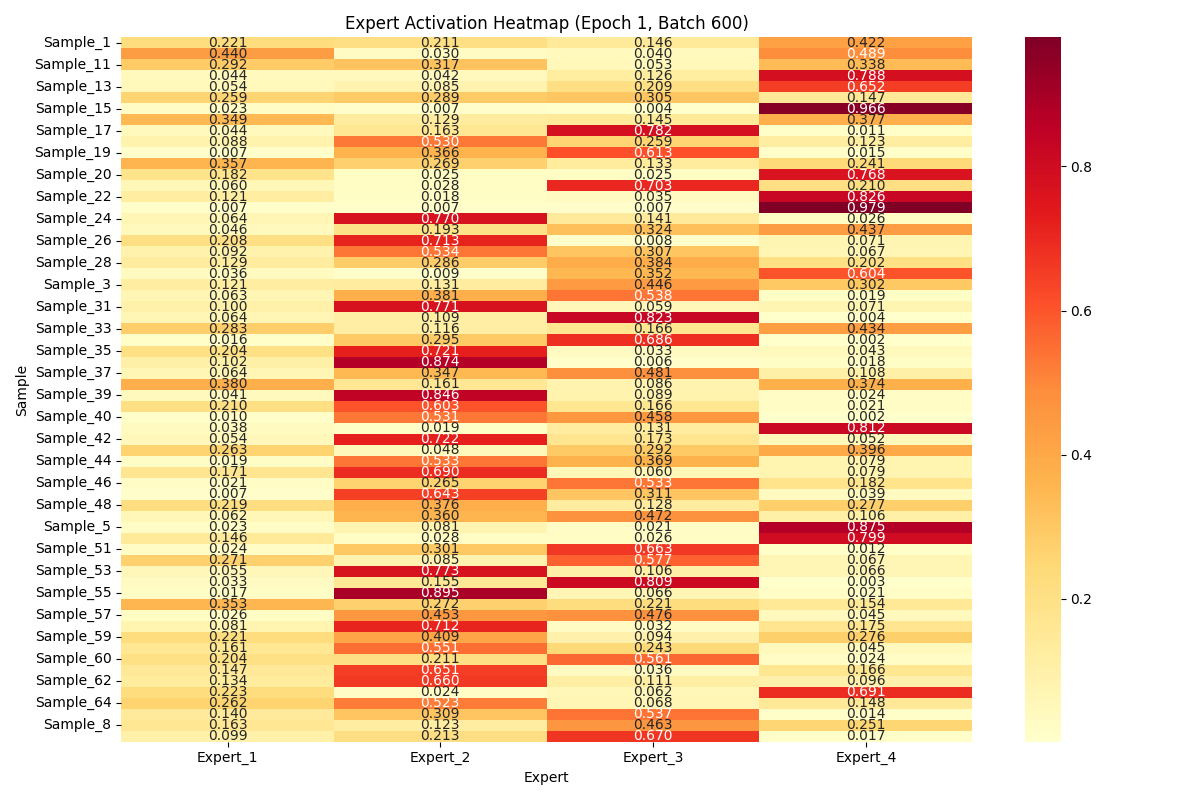 Expert Activation Heatmap (Epoch 1, Batch 600)
Sample_1 0.221 0.211 0.146 0.422
0.440 0.030 0.040 0.489
Sample_11 0.292 0.317 0.053 0.338
0.044 0.042 0.126 0.788
Sample_13 0.054 0.085 0.209 0.652
0.259 0.289 0.305 0.147
Sample_15 0.023 0.007 0.004 0.966
0.349 0.129 0.145 0.377
Sample_17 0.044 0.163 0.782 0.011
0.088 0.530 0.259 0.123
Sample_19 0.007 0.366 0.613 0.015
0.357 0.269 0.133 0.241
Sample_20 0.182 0.025 0.025 0.768
0.060 0.028 0.703 0.210
Sample_22 0.121 0.018 0.035 0.826
0.007 0.007 0.007 0.979
Sample_24 0.064 0.770 0.141 0.026
0.046 0.193 0.324 0.437
Sample_26 0.208 0.713 0.008 0.071
0.092 0.534 0.307 0.067
Sample_28 0.129 0.286 0.384 0.202
0.036 0.009 0.352 0.604
Sample_3 0.121 0.131 0.446 0.302
0.063 0.381 0.538 0.019
Sample_31 0.100 0.771 0.059 0.071
0.064 0.109 0.823 0.004
Sample_33 0.283 0.116 0.166 0.434
0.016 0.295 0.686 0.002
Sample_35 0.204 0.721 0.033 0.043
0.102 0.874 0.006 0.018
Sample_37 0.064 0.347 0.481 0.108
0.380 0.161 0.086 0.374
Sample_39 0.041 0.846 0.089 0.024
0.210 0.603 0.166 0.021
Sample_40 0.010 0.531 0.458 0.002
0.038 0.019 0.131 0.812
Sample_42 0.054 0.722 0.173 0.052
0.263 0.048 0.292 0.396
Sample_44 0.019 0.533 0.369 0.079
0.171 0.690 0.060 0.079
Sample_46 0.021 0.265 0.533 0.182
0.007 0.643 0.311 0.039
Sample_48 0.219 0.376 0.128 0.277
0.062 0.360 0.472 0.106
Sample_5 0.023 0.081 0.021 0.875
0.146 0.028 0.026 0.799
Sample_51 0.024 0.301 0.663 0.012
0.271 0.085 0.577 0.067
Sample_53 0.055 0.773 0.106 0.066
0.033 0.155 0.809 0.003
Sample_55 0.017 0.895 0.066 0.021
0.353 0.272 0.221 0.154
Sample_57 0.026 0.453 0.476 0.045
0.081 0.712 0.032 0.175
Sample_59 0.221 0.409 0.094 0.276
0.161 0.551 0.243 0.045
Sample_60 0.204 0.211 0.561 0.024
0.147 0.651 0.036 0.166
Sample_62 0.134 0.660 0.111 0.096
0.223 0.024 0.062 0.691
Sample_64 0.262 0.523 0.068 0.148
0.140 0.309 0.537 0.014
Sample_8 0.163 0.123 0.463 0.251
0.099 0.213 0.670 0.017
Expert_1 Expert_2 Expert_3 Expert_4
Expert
Sample
0.8
0.6
0.4
0.2